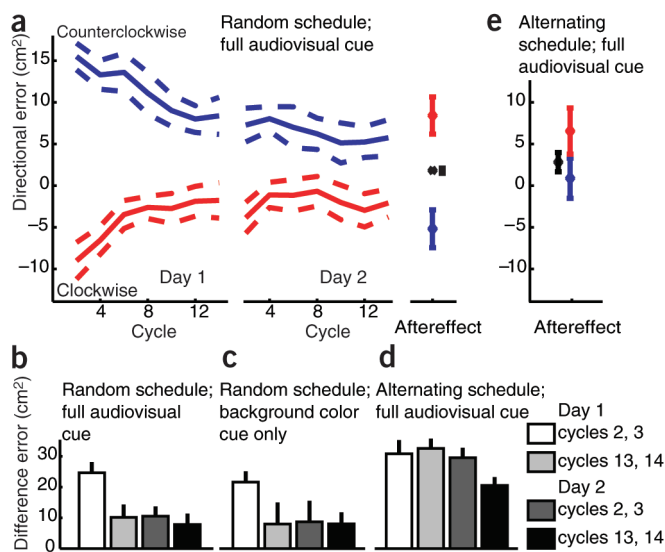 a
Counterclockwise
Random schedule;
full audiovisual cue
Directional error (cm²)
15
10
5
0
−5
−10
Clockwise
Day 1
Day 2
4
8
12
Cycle
4
8
12
Cycle
Aftereffect
e
Alternating
schedule; full
audiovisual cue
10
5
0
−5
−10
Aftereffect
b
Random schedule;
full audiovisual
cue
Difference error (cm²)
30
20
10
0
c
Random schedule;
background color
cue only
d
Alternating schedule;
full audiovisual cue
Day 1
cycles 2, 3
cycles 13, 14
Day 2
cycles 2, 3
cycles 13, 14